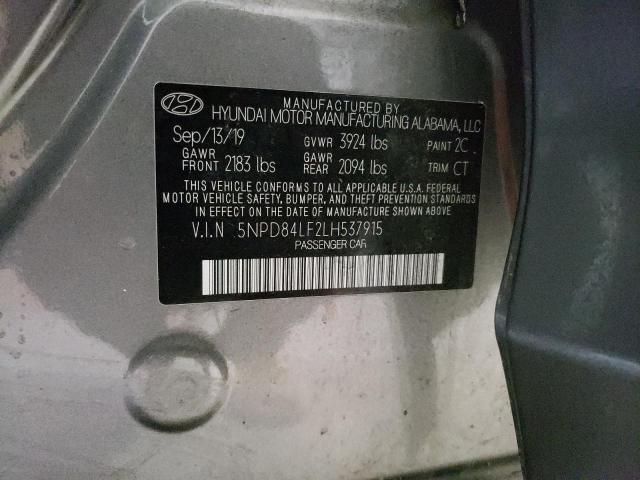 MANUFACTURED BY
HYUNDAI MOTOR MANUFACTURING ALABAMA, LLC
Sep/13/19 GVWR 3924 lbs PAINT 2C
GAWR FRONT 2183 lbs GAWR REAR 2094 lbs TRIM CT
THIS VEHICLE CONFORMS TO ALL APPLICABLE U.S.A. FEDERAL
MOTOR VEHICLE SAFETY, BUMPER, AND THEFT PREVENTION STANDARDS
IN EFFECT ON THE DATE OF MANUFACTURE SHOWN ABOVE.
V.I.N 5NPD84LF2LH537915
PASSENGER CAR